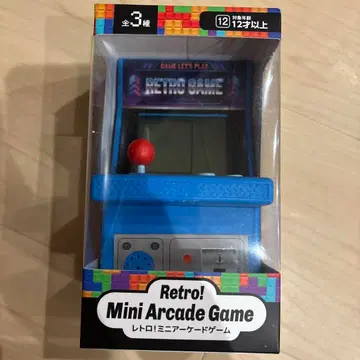 全3種
12 対象年齢 12才以上
GAME LET'S PLAY
RETRO GAME
Retro!
Mini Arcade Game
レトロ!ミニアーケードゲーム